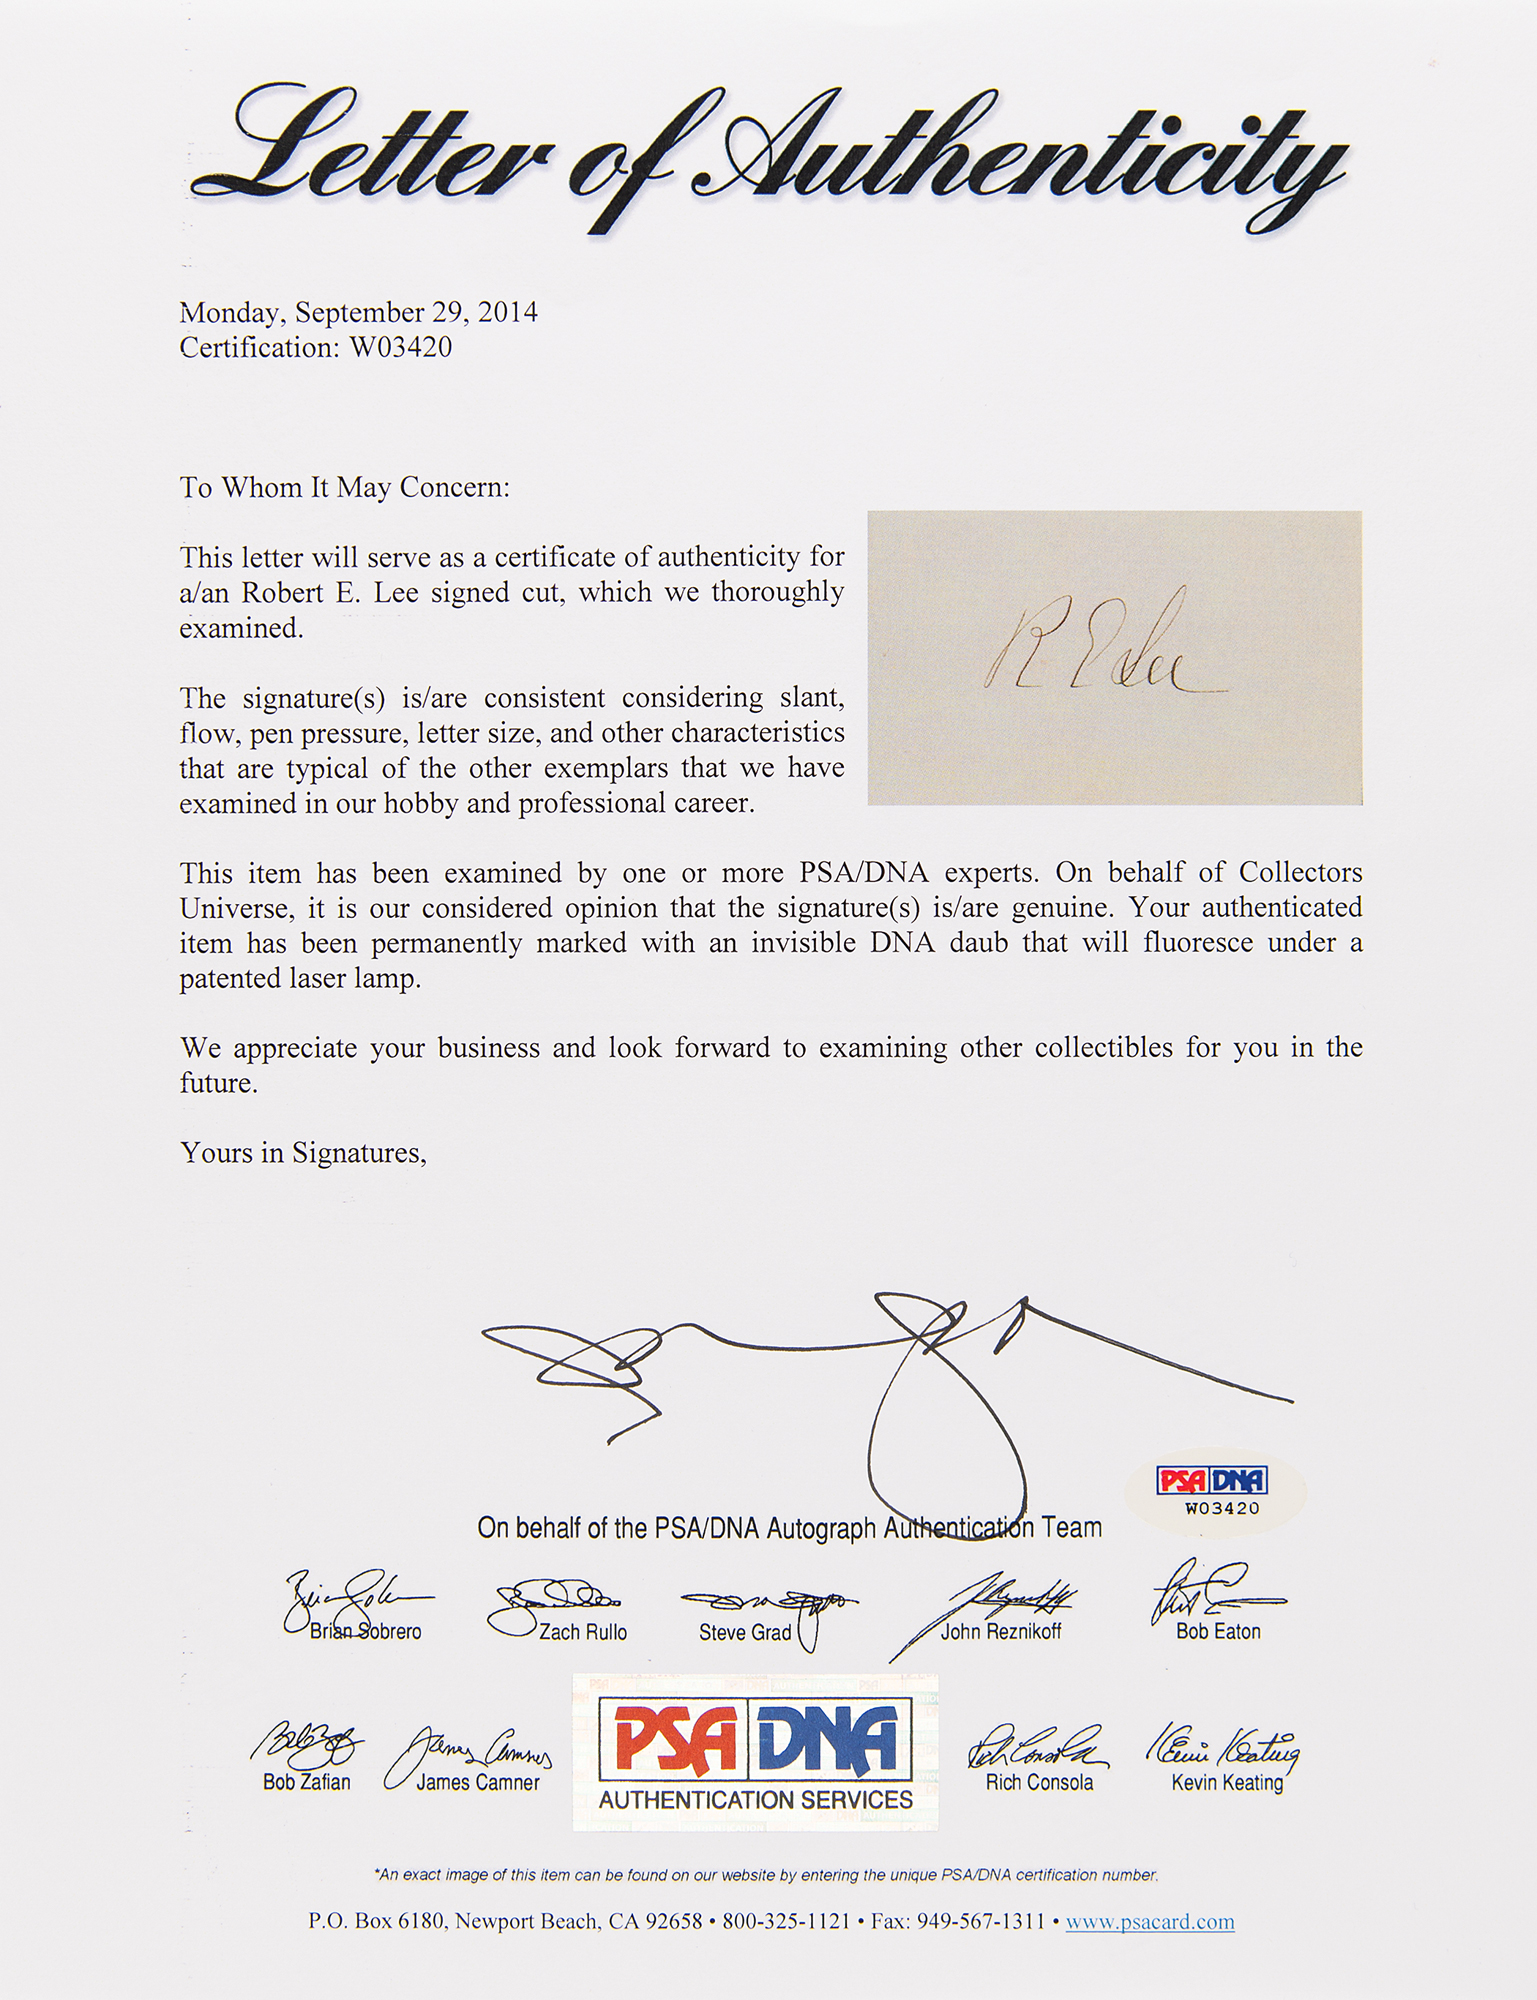 Letter of Authenticity
Monday, September 29, 2014
Certification: W03420
To Whom It May Concern:
This letter will serve as a certificate of authenticity for
a/an Robert E. Lee signed cut, which we thoroughly
examined.
R E Lee
The signature(s) is/are consistent considering slant,
flow, pen pressure, letter size, and other characteristics
that are typical of the other exemplars that we have
examined in our hobby and professional career.
This item has been examined by one or more PSA/DNA experts. On behalf of Collectors
Universe, it is our considered opinion that the signature(s) is/are genuine. Your authenticated
item has been permanently marked with an invisible DNA daub that will fluoresce under a
patented laser lamp.
We appreciate your business and look forward to examining other collectibles for you in the
future.
Yours in Signatures,
PSA DNA
W03420
On behalf of the PSA/DNA Autograph Authentication Team
Brian Sobrero Zach Rullo Steve Grad John Reznikoff Bob Eaton
James Camner Rich Consola Kevin Keating
Bob Zafian James Camner Rich Consola Kevin Keating
PSA DNA
AUTHENTICATION SERVICES
*An exact image of this item can be found on our website by entering the unique PSA/DNA certification number.
P.O. Box 6180, Newport Beach, CA 92658 • 800-325-1121 • Fax: 949-567-1311 • www.psacard.com